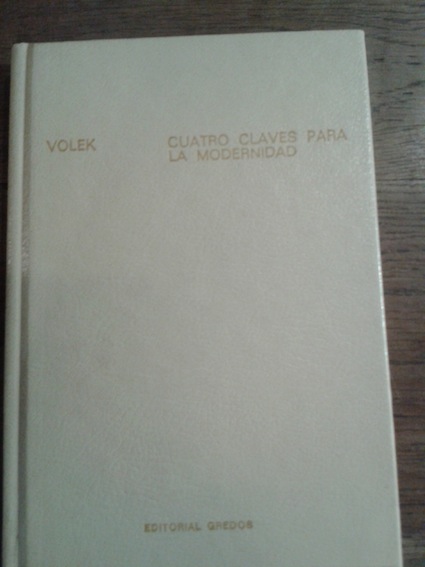 VOLEK
CUATRO CLAVES PARA
LA MODERNIDAD
EDITORIAL GREDOS